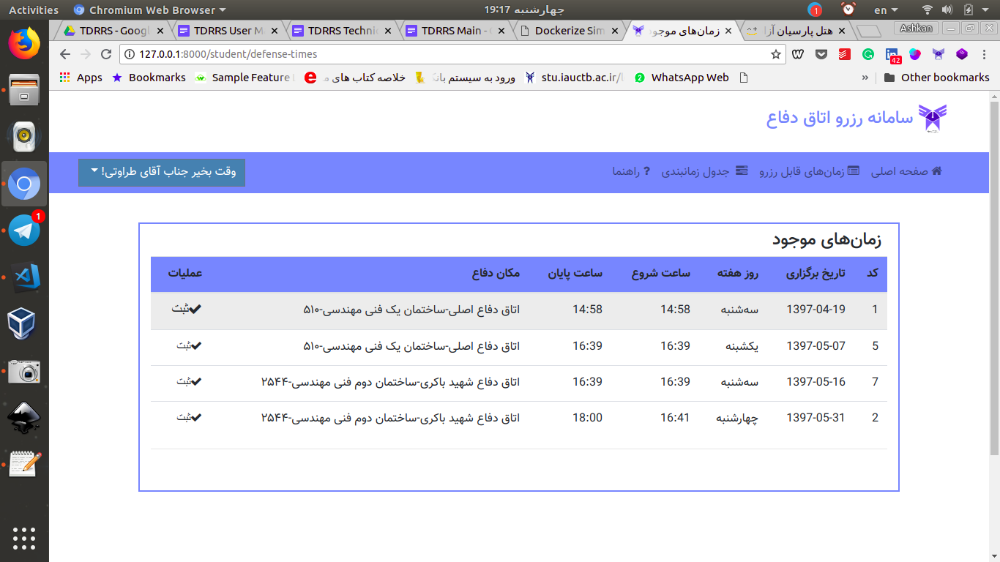 Activities Chromium Web Browser چهارشنبه 19:17 1 en
TDRRS - Googl TDRRS User M TDRRS Technic TDRRS Main - Dockerize Sim زمان‌های موجود هتل پارسیان آزا Ashkan
127.0.0.1:8000/student/defense-times 42
Apps Bookmarks Sample Feature خلاصه کتاب های ورود به سیستم stu.iauctb.ac.ir/ 2 WhatsApp Web » Other bookmarks
سامانه رزرو اتاق دفاع
صفحه اصلی زمان‌های قابل رزرو جدول زمانبندی ? راهنما وقت بخیر جناب آقای طراوتی!
1
زمان‌های موجود
کد تاریخ برگزاری روز هفته ساعت شروع ساعت پایان مکان دفاع عملیات
1 1397-04-19 سه‌شنبه 14:58 14:58 اتاق دفاع اصلی-ساختمان یک فنی مهندسی-۵۱۰ ثبت
5 1397-05-07 یکشبنه 16:39 16:39 اتاق دفاع اصلی-ساختمان یک فنی مهندسی-۵۱۰ ثبت
7 1397-05-16 سه‌شنبه 16:39 16:39 اتاق دفاع شهید باکری-ساختمان دوم فنی مهندسی-۲۵۴۴ ثبت
2 1397-05-31 چهارشنبه 16:41 18:00 اتاق دفاع شهید باکری-ساختمان دوم فنی مهندسی-۲۵۴۴ ثبت